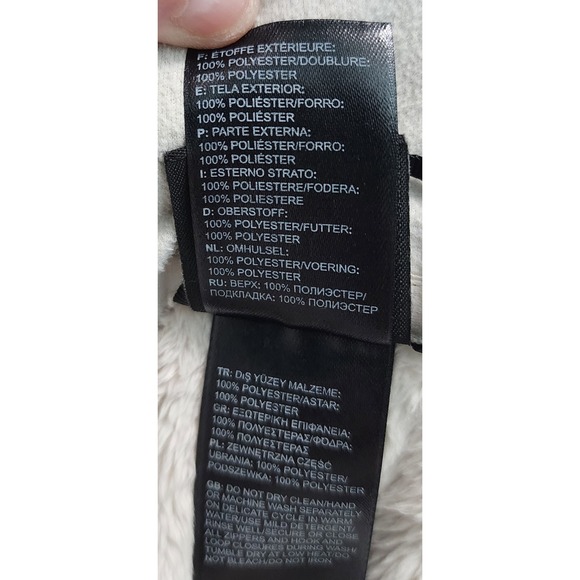 F: ÉTOFFE EXTÉRIEURE:
100% POLYESTER/DOUBLURE:
100% POLYESTER
E: TELA EXTERIOR:
100% POLIÉSTER/FORRO:
100% POLIÉSTER
P: PARTE EXTERNA:
100% POLIÉSTER/FORRO:
100% POLIÉSTER
I: ESTERNO STRATO:
100% POLIESTERE/FODERA:
100% POLIESTERE
D: OBERSTOFF:
100% POLYESTER/FUTTER:
100% POLYESTER
NL: OMHULSEL:
100% POLYESTER/VOERING:
100% POLYESTER
RU: ВЕРХ: 100% ПОЛИЭСТЕР/
ПОДКЛАДКА: 100% ПОЛИЭСТЕР
TR: DIŞ YÜZEY MALZEME:
100% POLYESTER/ASTAR:
100% POLYESTER
GR: ΕΞΩΤΕΡΙΚΗ ΕΠΙΦΑΝΕΙΑ:
100% ΠΟΛΥΕΣΤΕΡΑΣ/ΦΟΔΡΑ:
100% ΠΟΛΥΕΣΤΕΡΑΣ
PL: ZEWNĘTRZNA CZĘŚĆ
UBRANIA: 100% POLYESTER/
PODSZEWKA: 100% POLYESTER
GB: DO NOT DRY CLEAN/HAND
OR MACHINE WASH SEPARATELY
ON DELICATE CYCLE IN WARM
WATER/USE MILD DETERGENT/
RINSE WELL/SECURE OR CLOSE
ALL ZIPPERS AND HOOK AND
LOOP CLOSURES DURING WASH/
TUMBLE DRY AT LOW HEAT/DO
NOT BLEACH/DO NOT IRON